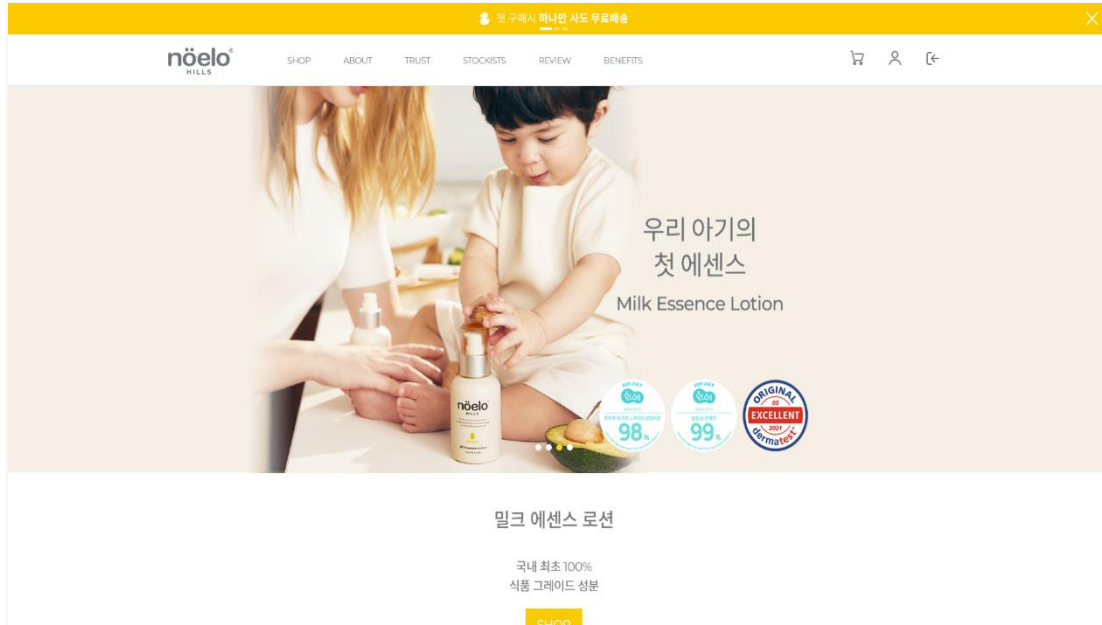 첫 구매시 하나만 사도 무료배송
nöelo®
HILLS
SHOP
ABOUT
TRUST
STOCKISTS
REVIEW
BENEFITS
우리 아기의
첫 에센스
Milk Essence Lotion
98%
99%
ORIGINAL
05
EXCELLENT
2021
dermatest
nöelo
HILLS
밀크 에센스 로션
국내 최초 100%
식품 그레이드 성분
SHOP